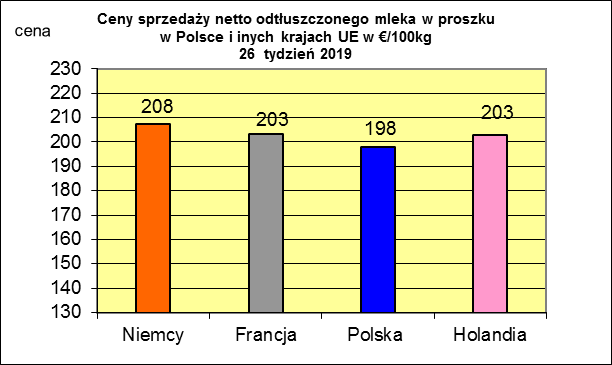 Ceny sprzedaży netto odtłuszczonego mleka w proszku
w Polsce i inych krajach UE w €/100kg
26 tydzień 2019
cena
230
220
210
200
190
180
170
160
150
140
130
208
203
198
203
Niemcy
Francja
Polska
Holandia